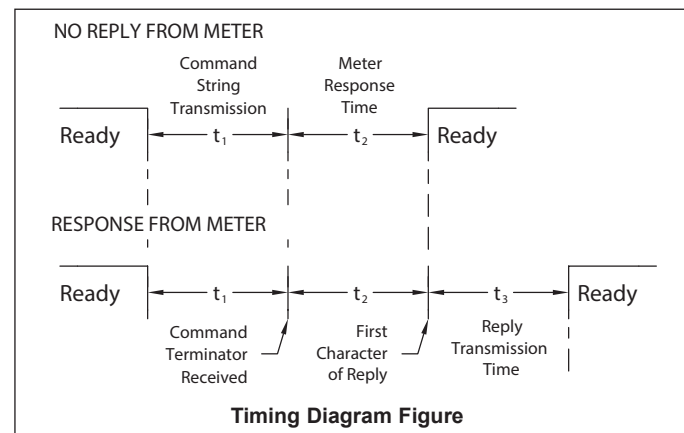 NO REPLY FROM METER
Command
String
Transmission
Meter
Response
Time
Ready
t₁
t₂
Ready
RESPONSE FROM METER
Ready
t₁
t₂
t₃
Ready
Command
Terminator
Received
First
Character
of Reply
Reply
Transmission
Time
Timing Diagram Figure